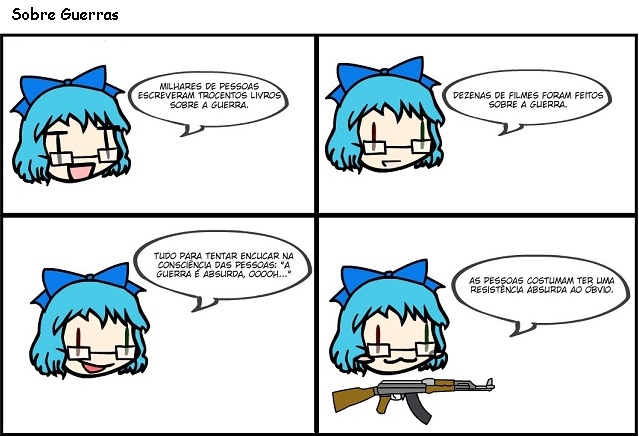 Sobre Guerras
MILHARES DE PESSOAS
ESCREVERAM TROCENTOS LIVROS
SOBRE A GUERRA.
DEZENAS DE FILMES FORAM FEITOS
SOBRE A GUERRA.
TUDO PARA TENTAR ENCUCAR NA
CONSCIÊNCIA DAS PESSOAS: "A
GUERRA É ABSURDA, OOOOH..."
AS PESSOAS COSTUMAM TER UMA
RESISTÊNCIA ABSURDA AO ÓBVIO.